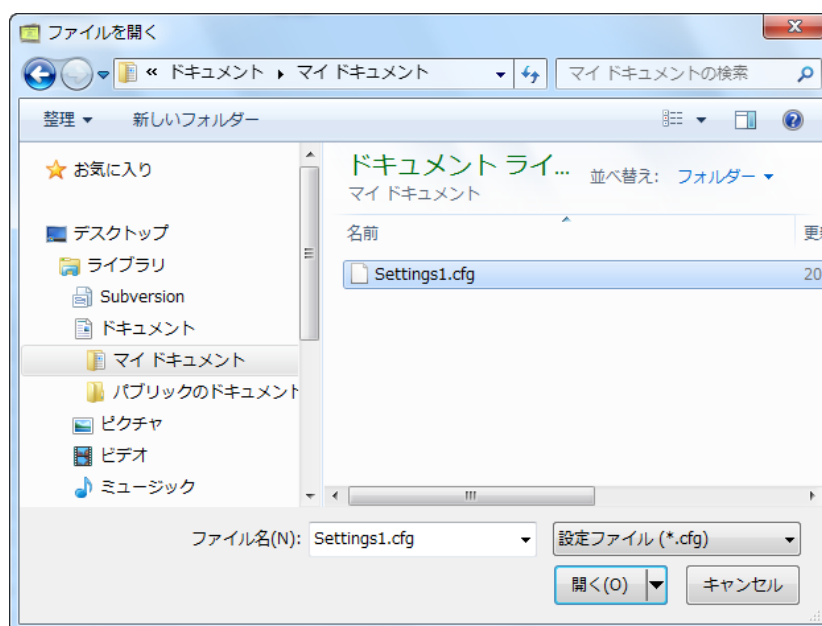 ファイルを開く
« ドキュメント マイ ドキュメント マイ ドキュメントの検索
整理 新しいフォルダー
お気に入り
デスクトップ
ライブラリ
Subversion
ドキュメント
マイ ドキュメント
パブリックのドキュメント
ピクチャ
ビデオ
ミュージック
ドキュメント ライ...
マイ ドキュメント
並べ替え: フォルダー
名前
Settings1.cfg 20
ファイル名(N): Settings1.cfg 設定ファイル (*.cfg)
開く(O) キャンセル